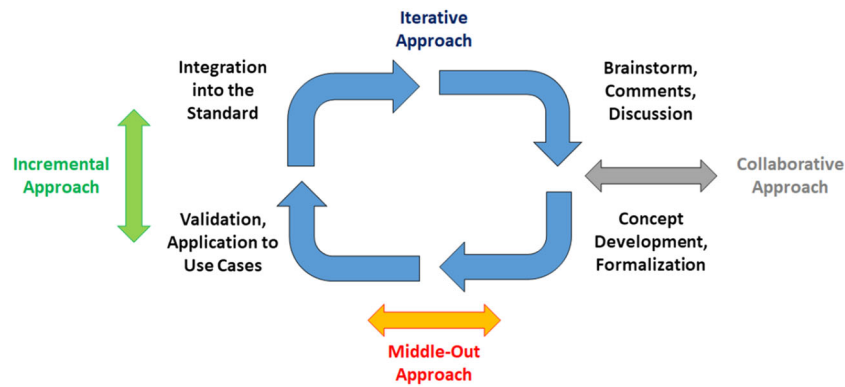 Iterative
Approach
Integration
into the
Standard
Brainstorm,
Comments,
Discussion
Incremental
Approach
Collaborative
Approach
Validation,
Application to
Use Cases
Concept
Development,
Formalization
Middle-Out
Approach